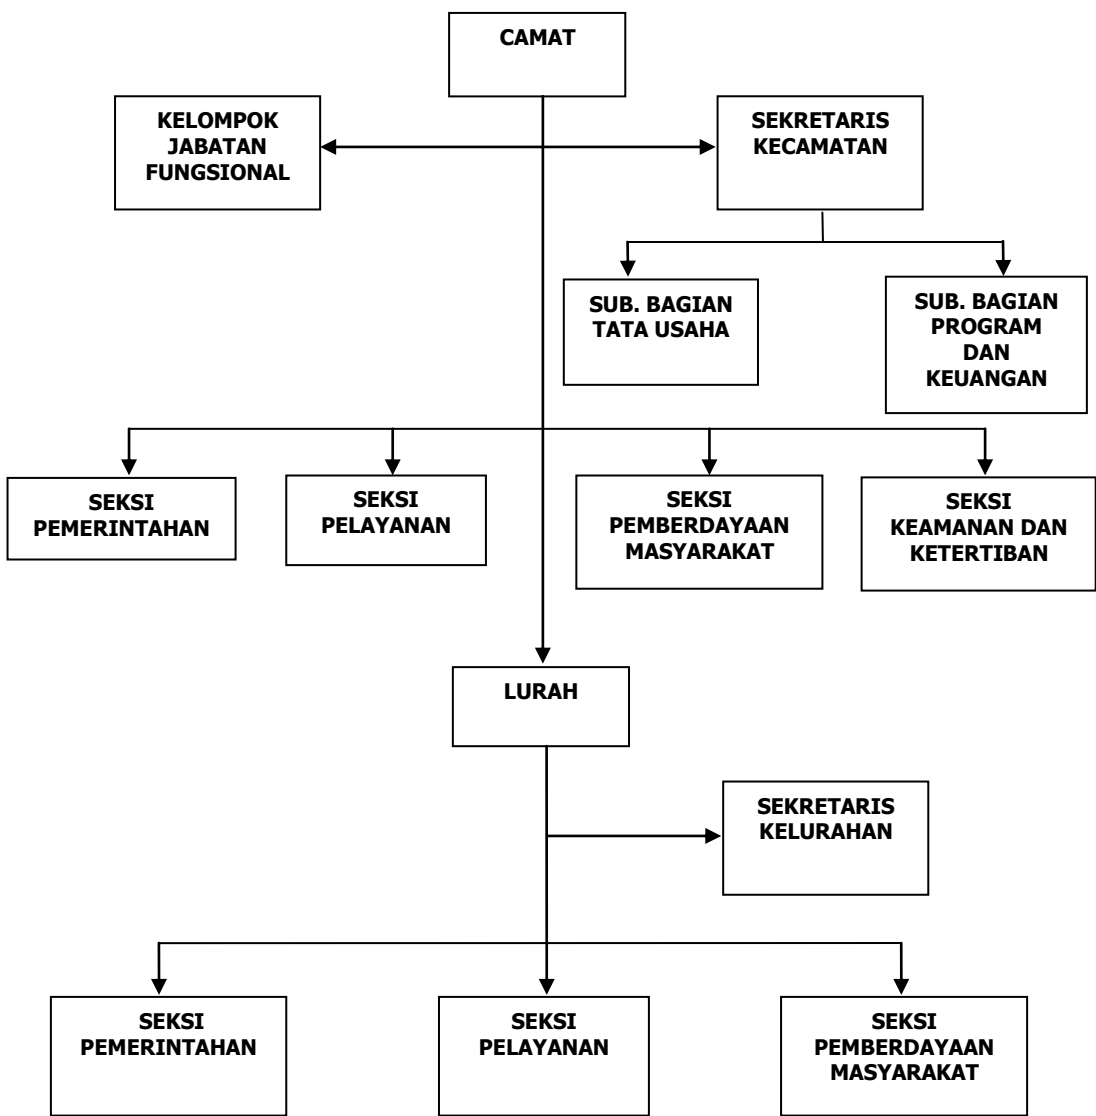 CAMAT
KELOMPOK
JABATAN
FUNGSIONAL
SEKRETARIS
KECAMATAN
SUB. BAGIAN
TATA USAHA
SUB. BAGIAN
PROGRAM
DAN
KEUANGAN
SEKSI
PEMERINTAHAN
SEKSI
PELAYANAN
SEKSI
PEMBERDAYAAN
MASYARAKAT
SEKSI
KEAMANAN DAN
KETERTIBAN
LURAH
SEKRETARIS
KELURAHAN
SEKSI
PEMERINTAHAN
SEKSI
PELAYANAN
SEKSI
PEMBERDAYAAN
MASYARAKAT